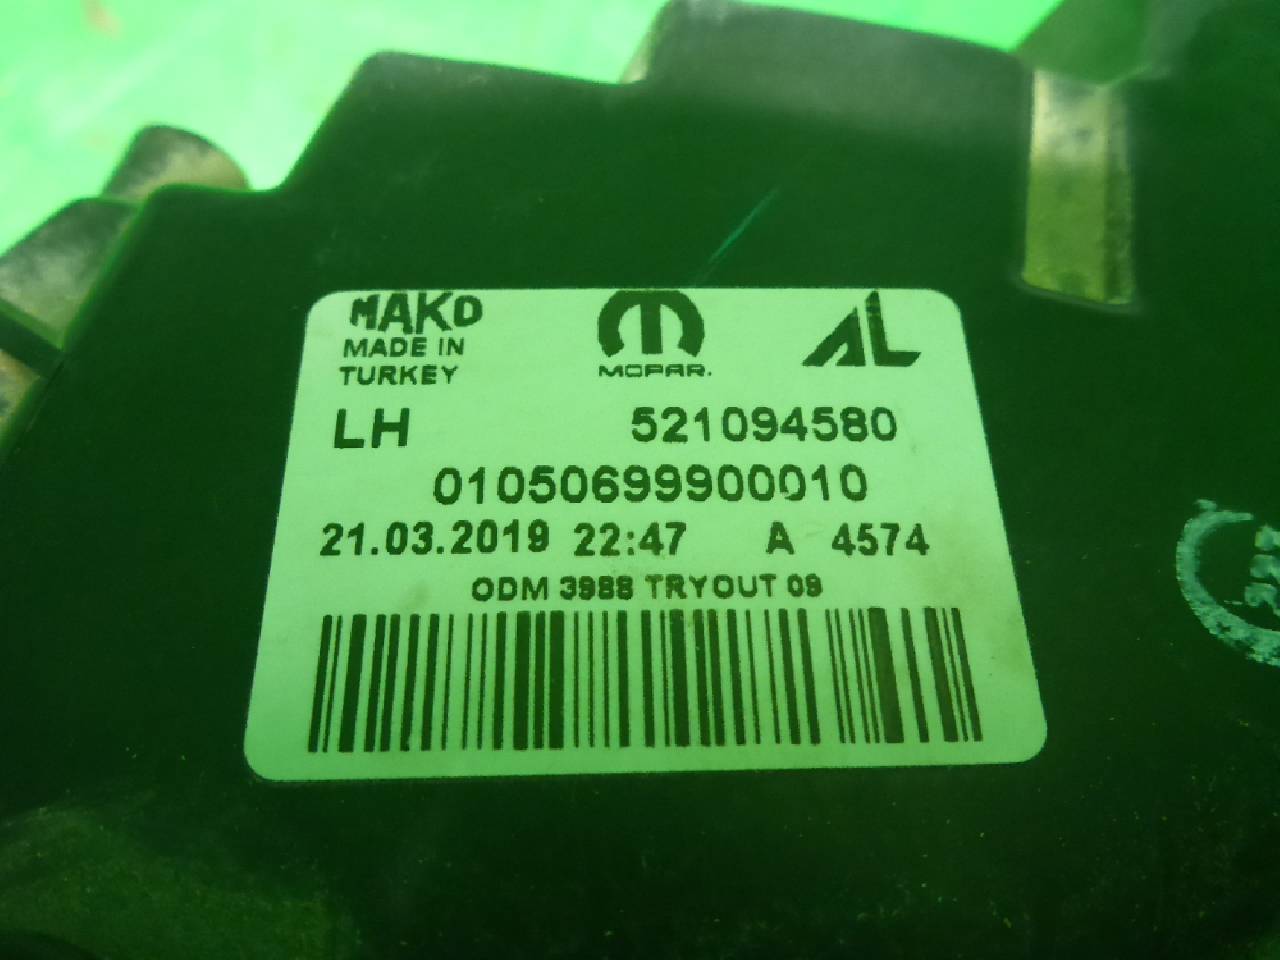 MAKO
MADE IN
TURKEY
MOPAR.
AL
LH 521094580
01050699900010
21.03.2019 22:47 A 4574
ODM 3988 TRYOUT 09